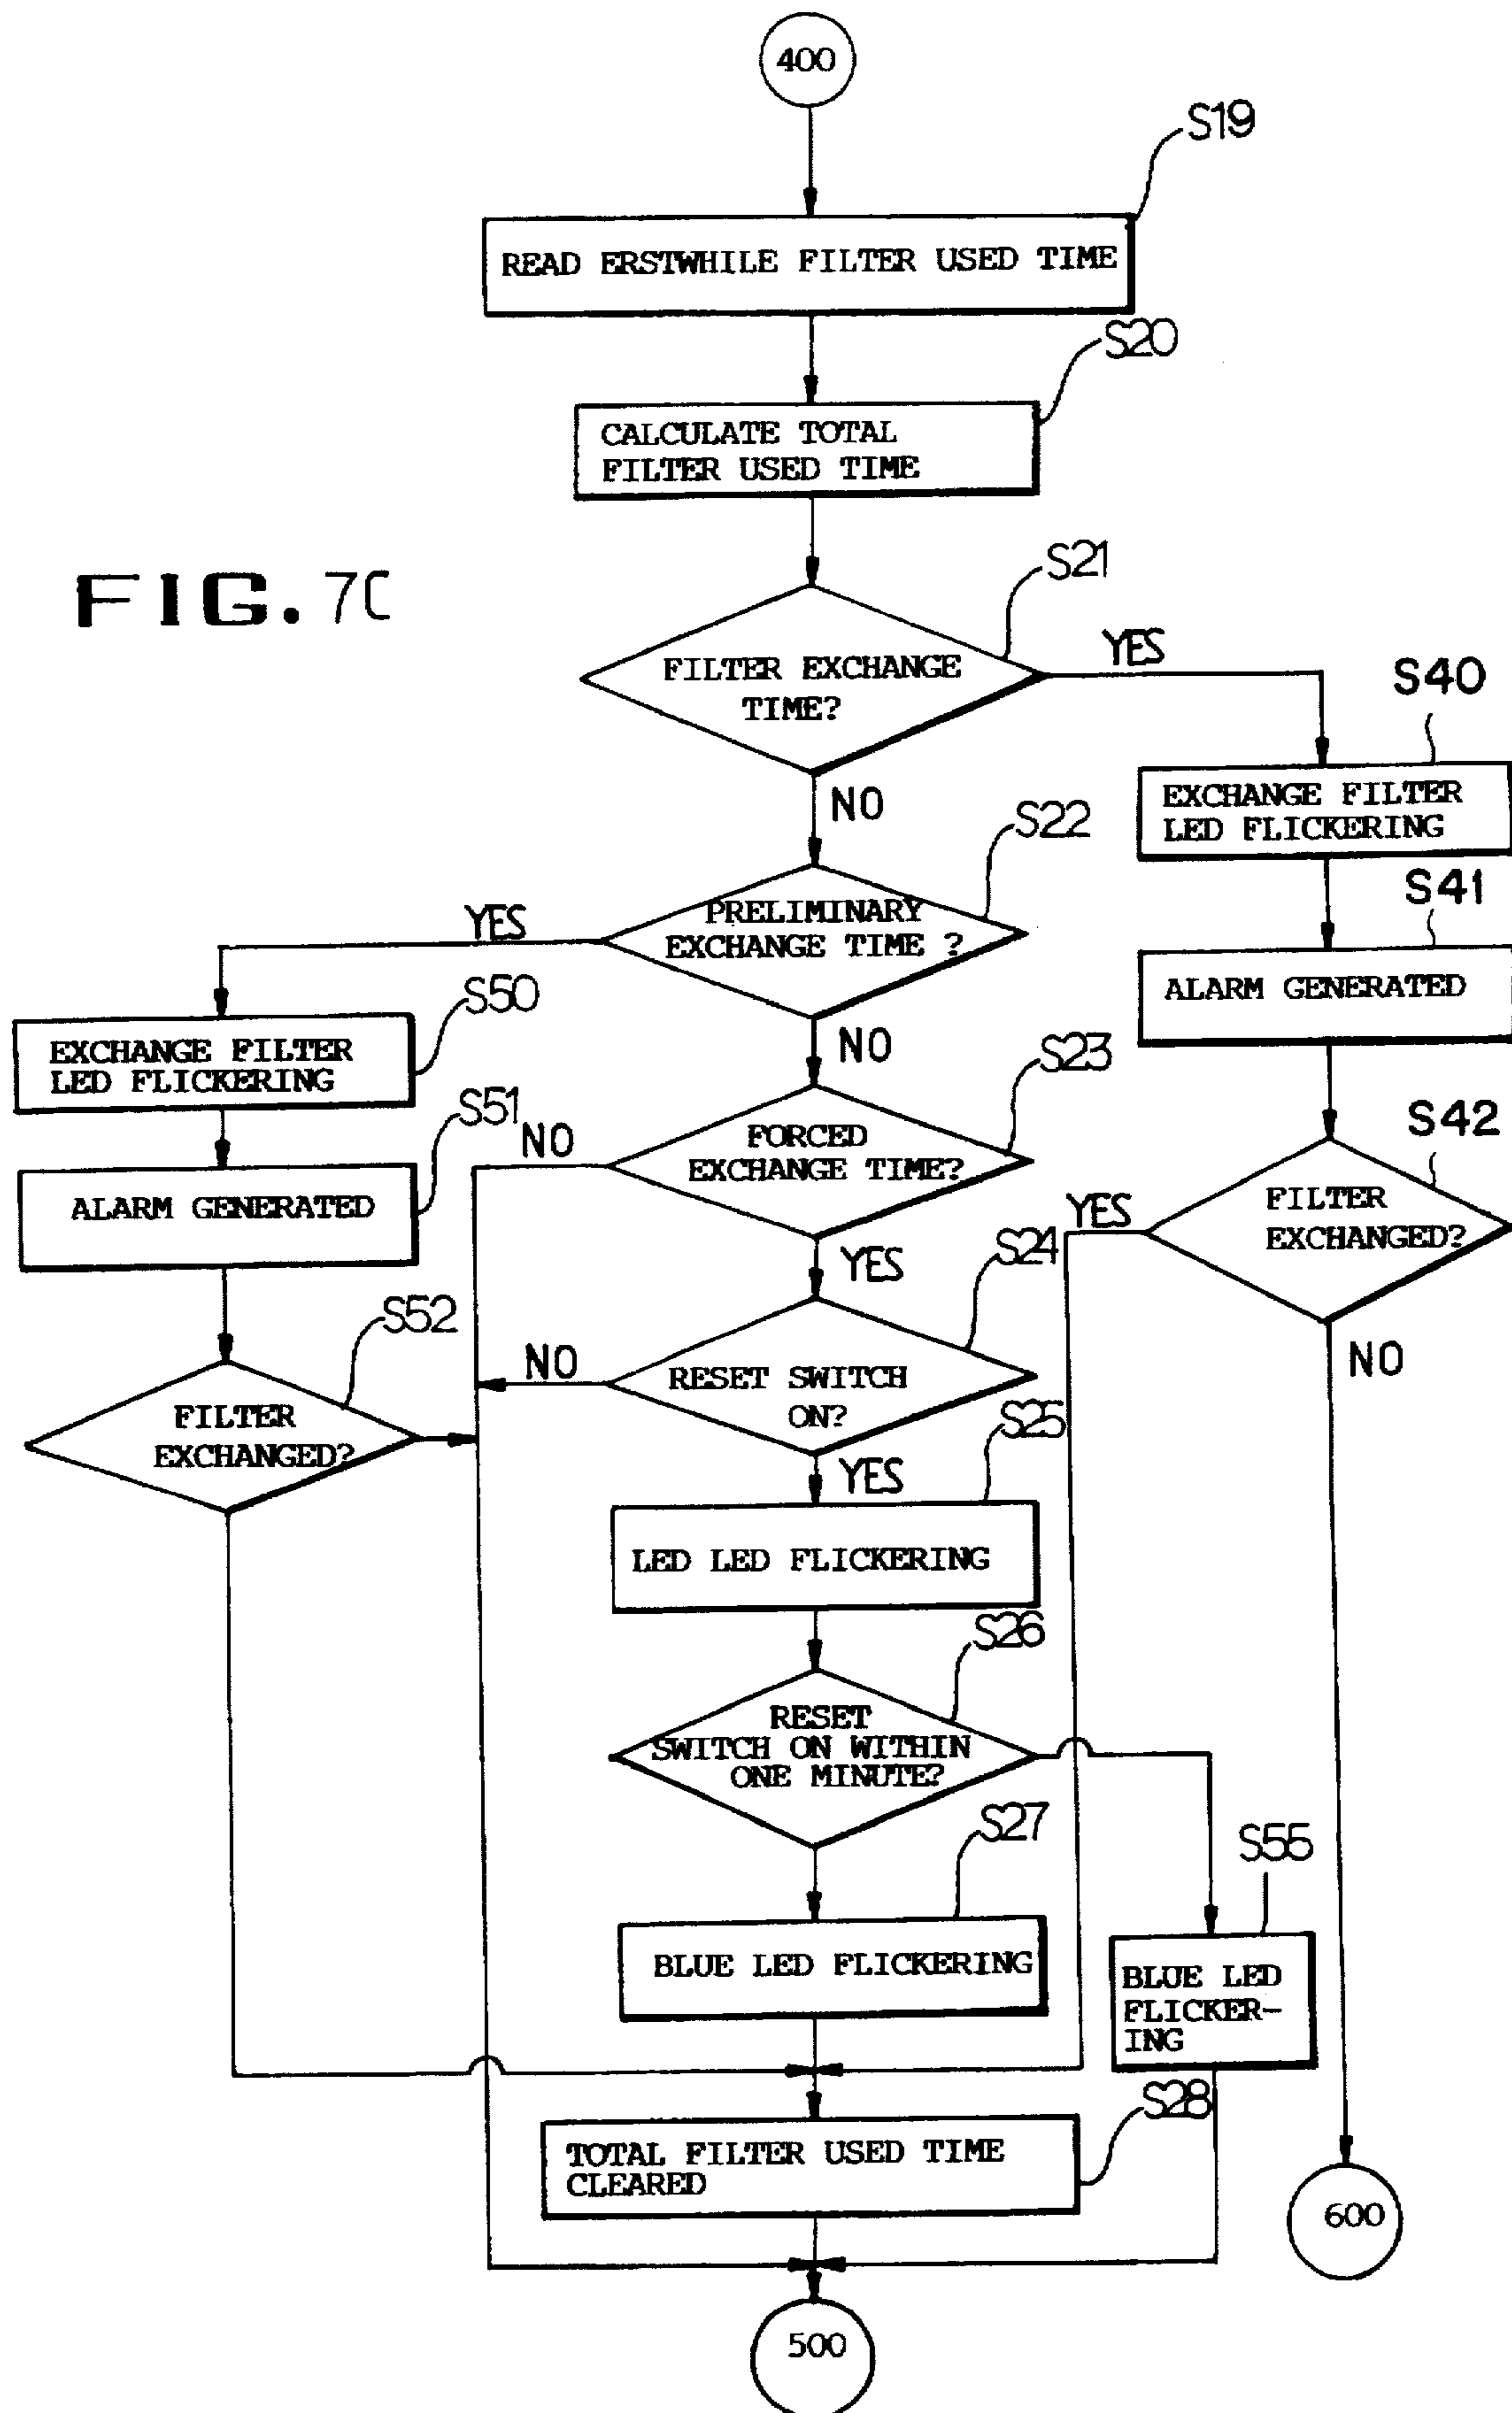 400
S19
READ ERSTWHILE FILTER USED TIME
S20
CALCULATE TOTAL
FILTER USED TIME
FIG. 7C
S21
FILTER EXCHANGE
TIME?
YES
NO
S40
EXCHANGE FILTER
LED FLICKERING
S22
PRELIMINARY
EXCHANGE TIME ?
YES
NO
S41
ALARM GENERATED
S50
EXCHANGE FILTER
LED FLICKERING
S23
FORCED
EXCHANGE TIME?
NO
YES
S42
FILTER
EXCHANGED?
YES
NO
S51
ALARM GENERATED
S24
RESET SWITCH
ON?
NO
YES
S52
FILTER
EXCHANGED?
S25
LED LED FLICKERING
S26
RESET
SWITCH ON WITHIN
ONE MINUTE?
S27
BLUE LED FLICKERING
S55
BLUE LED
FLICKER-
ING
S28
TOTAL FILTER USED TIME
CLEARED
600
500